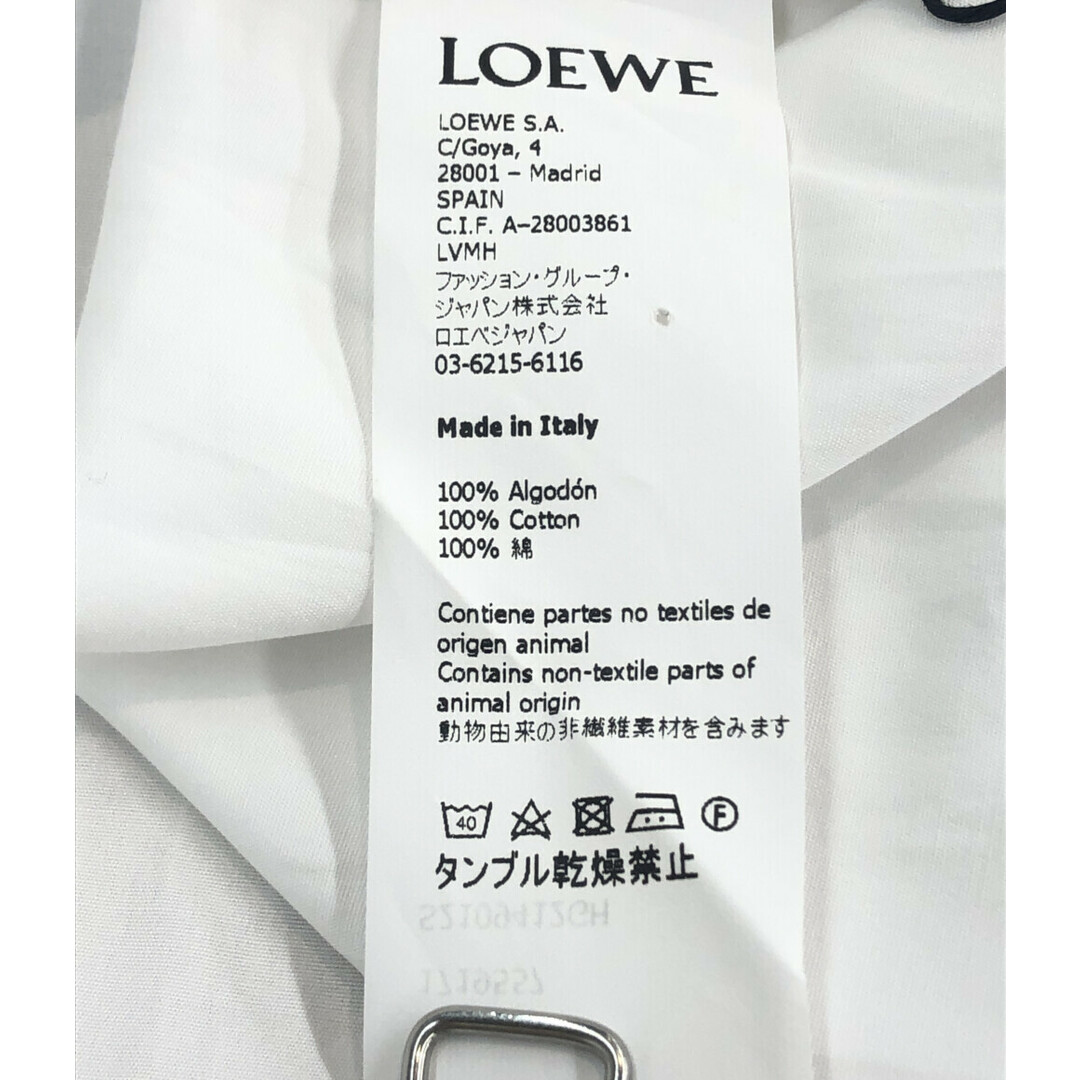 LOEWE
LOEWE S.A.
C/Goya, 4
28001 – Madrid
SPAIN
C.I.F. A–28003861
LVMH
ファッション・グループ・
ジャパン株式会社
ロエベジャパン
03-6215-6116
Made in Italy
100% Algodón
100% Cotton
100% 綿
Contiene partes no textiles de
origen animal
Contains non-textile parts of
animal origin
動物由来の非繊維素材を含みます
40
F
タンブル乾燥禁止
S2109412GH
1719557